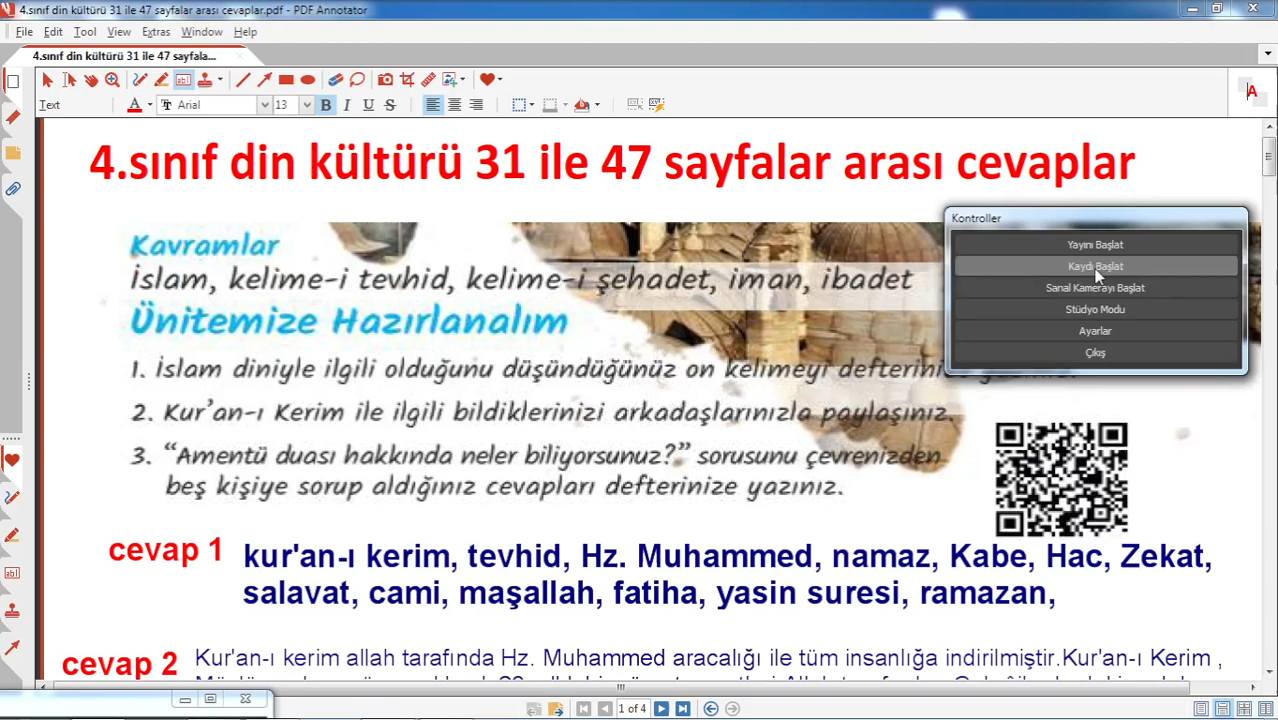 4.sınıf din kültürü 31 ile 47 sayfalar arası cevaplar.pdf - PDF Annotator
File Edit Tool View Extras Window Help
4.sınıf din kültürü 31 ile 47 sayfala...
Text
A
Arial
13
B I U S
A
4.sınıf din kültürü 31 ile 47 sayfalar arası cevaplar
Kontroller
Yayını Başlat
Kaydı Başlat
Sanal Kamerayı Başlat
Stüdyo Modu
Ayarlar
Çıkış
Kavramlar
İslam, kelime-i tevhid, kelime-i şehadet, iman, ibadet
Ünitemize Hazırlanalım
1. İslam diniyle ilgili olduğunu düşündüğünüz on kelimeyi
2. Kur’an-ı Kerim ile ilgili bildiklerinizi arkadaşlarınızla paylaşınız.
3. “Amentü duası hakkında neler biliyorsunuz?” sorusunu çevrenizden
beş kişiye sorup aldığınız cevapları defterinize yazınız.
cevap 1
kur'an-ı kerim, tevhid, Hz. Muhammed, namaz, Kabe, Hac, Zekat,
salavat, cami, maşallah, fatiha, yasin suresi, ramazan,
cevap 2
Kur'an-ı kerim allah tarafında Hz. Muhammed aracalığı ile tüm insanlığa indirilmiştir.Kur'an-ı Kerim ,
1 of 4